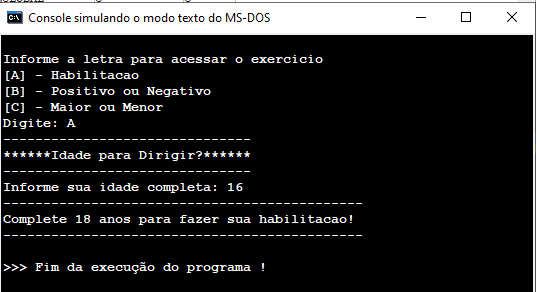 Console simulando o modo texto do MS-DOS
Informe a letra para acessar o exercicio
[A] - Habilitacao
[B] - Positivo ou Negativo
[C] - Maior ou Menor
Digite: A
-------------------------------
******Idade para Dirigir?******
-------------------------------
Informe sua idade completa: 16
---------------------------------------------
Complete 18 anos para fazer sua habilitacao!
---------------------------------------------
>>> Fim da execução do programa !